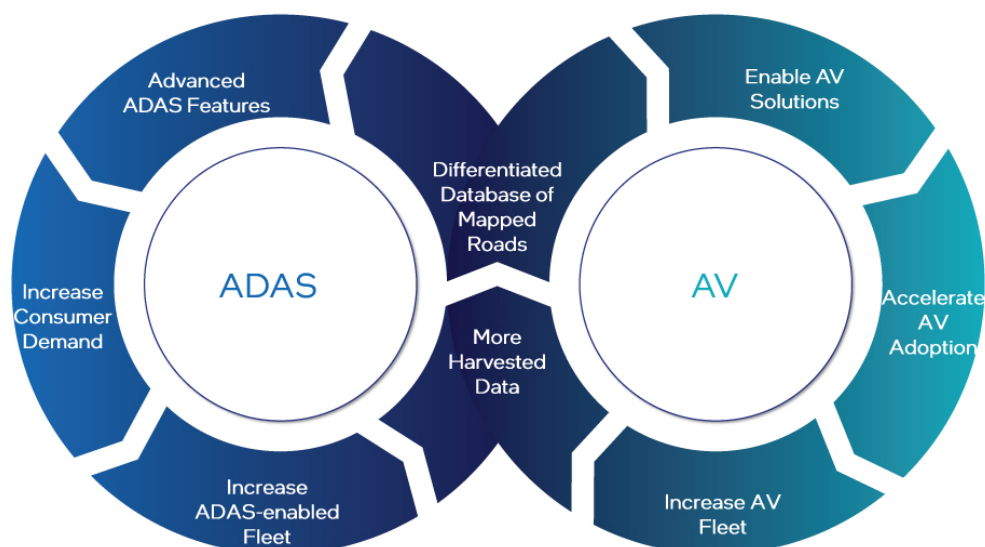 Advanced
ADAS Features
Enable AV
Solutions
Differentiated
Database of
Mapped
Roads
ADAS
AV
Increase
Consumer
Demand
Accelerate
AV
Adoption
More
Harvested
Data
Increase
ADAS-enabled
Fleet
Increase AV
Fleet